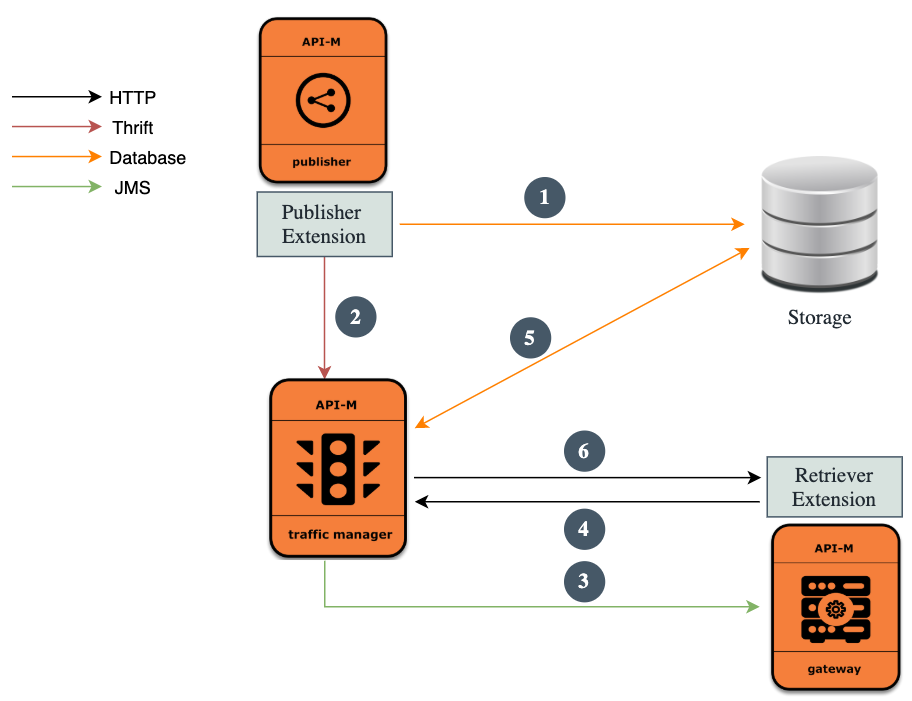 API-M
publisher
HTTP
Thrift
Database
JMS
Publisher
Extension
1
Storage
2
5
API-M
traffic manager
6
Retriever
Extension
4
3
API-M
gateway